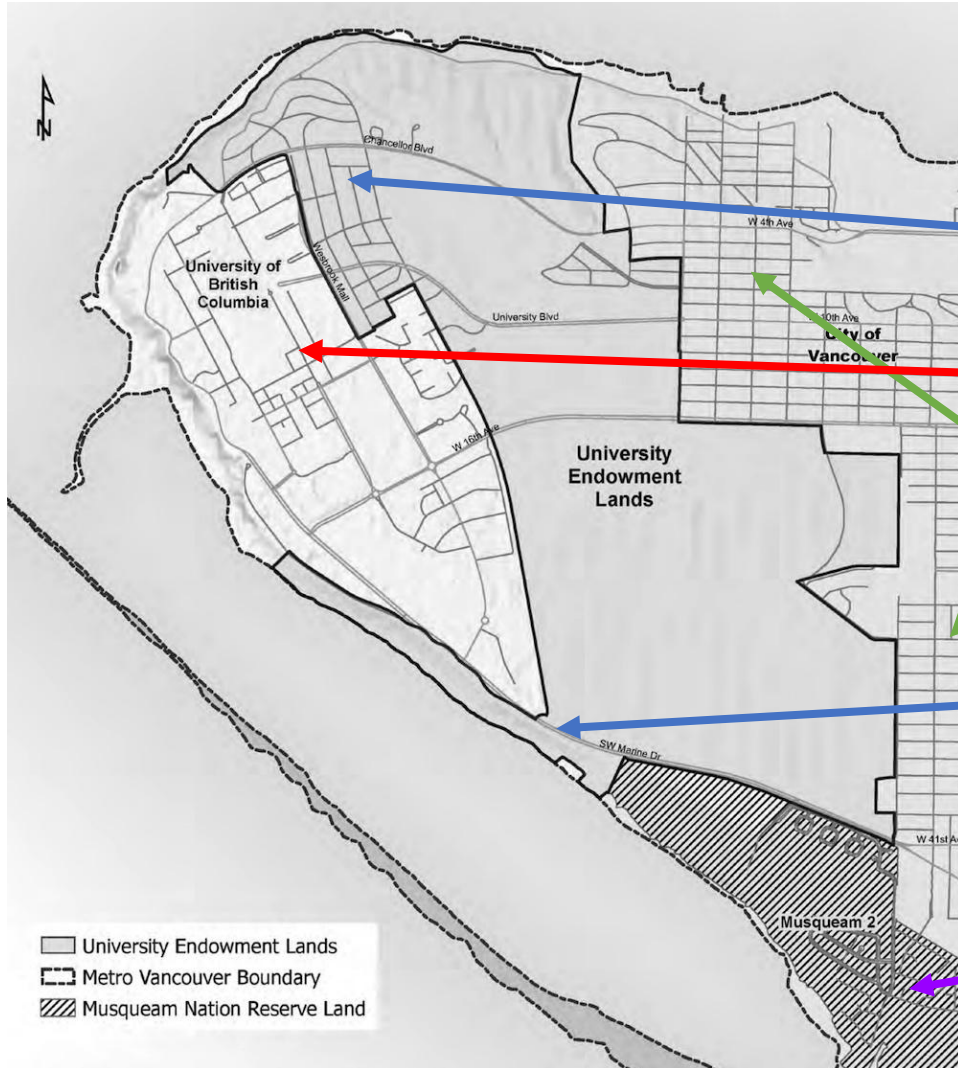 N
Chancellor Blvd
W 4th Ave
University of
British
Columbia
Wesbrook Mall
University Blvd
10th Ave
City of
Vancouver
W 16th Ave
University
Endowment
Lands
SW Marine Dr
W 41st A
Musqueam 2
University Endowment Lands
Metro Vancouver Boundary
Musqueam Nation Reserve Land